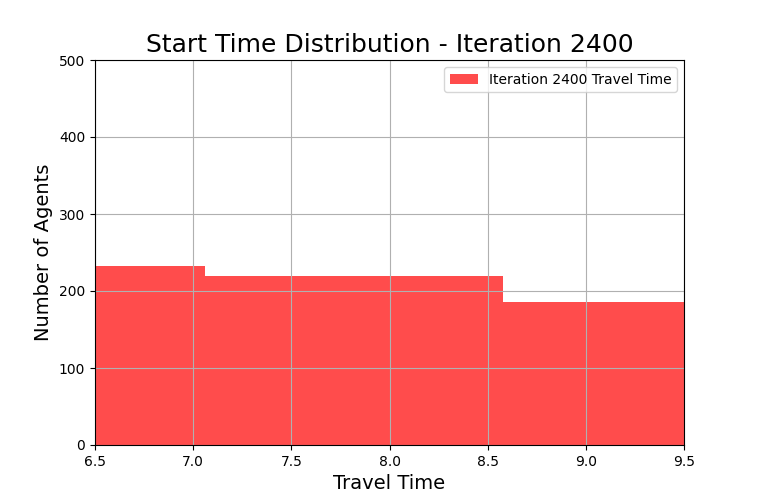 Start Time Distribution - Iteration 2400
500
400
300
200
100
0
Number of Agents
Iteration 2400 Travel Time
6.5 7.0 7.5 8.0 8.5 9.0 9.5
Travel Time